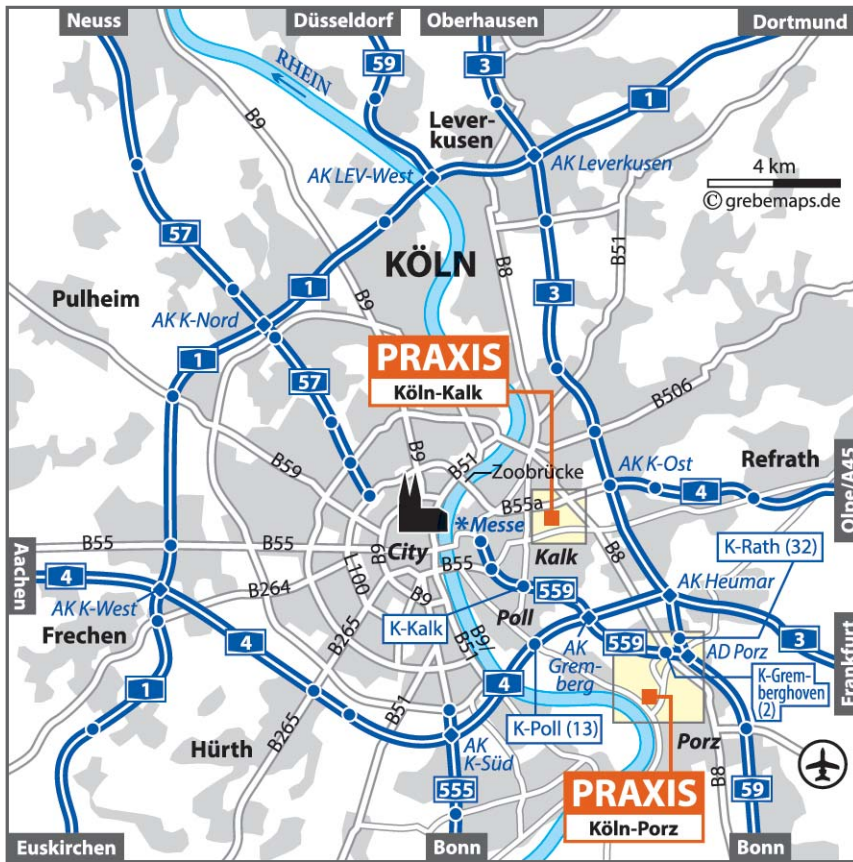 Neuss
Düsseldorf
Oberhausen
Dortmund
RHEIN
59
3
1
B9
Lever-
kusen
AK LEV-West
AK Leverkusen
4 km
© grebemaps.de
57
B51
B8
KÖLN
3
1
B9
Pulheim
AK K-Nord
1
PRAXIS
Köln-Kalk
57
B506
B59
B9
B51
Zoobrücke
AK K-Ost
Refrath
4
Olpe/A45
B55a
*Messe
City
Kalk
B8
K-Rath (32)
Aachen
B55
B55
B9
B55
L100
4
AK K-West
B264
B9
K-Kalk
Poll
559
AK Heumar
Frechen
B265
B9/
B51
AK
Grem-
berg
559
AD Porz
3
Frankfurt
4
1
4
K-Grem-
berghoven
(2)
K-Poll (13)
B51
B265
Hürth
AK
K-Süd
Porz
B8
555
PRAXIS
Köln-Porz
59
Euskirchen
Bonn
Bonn